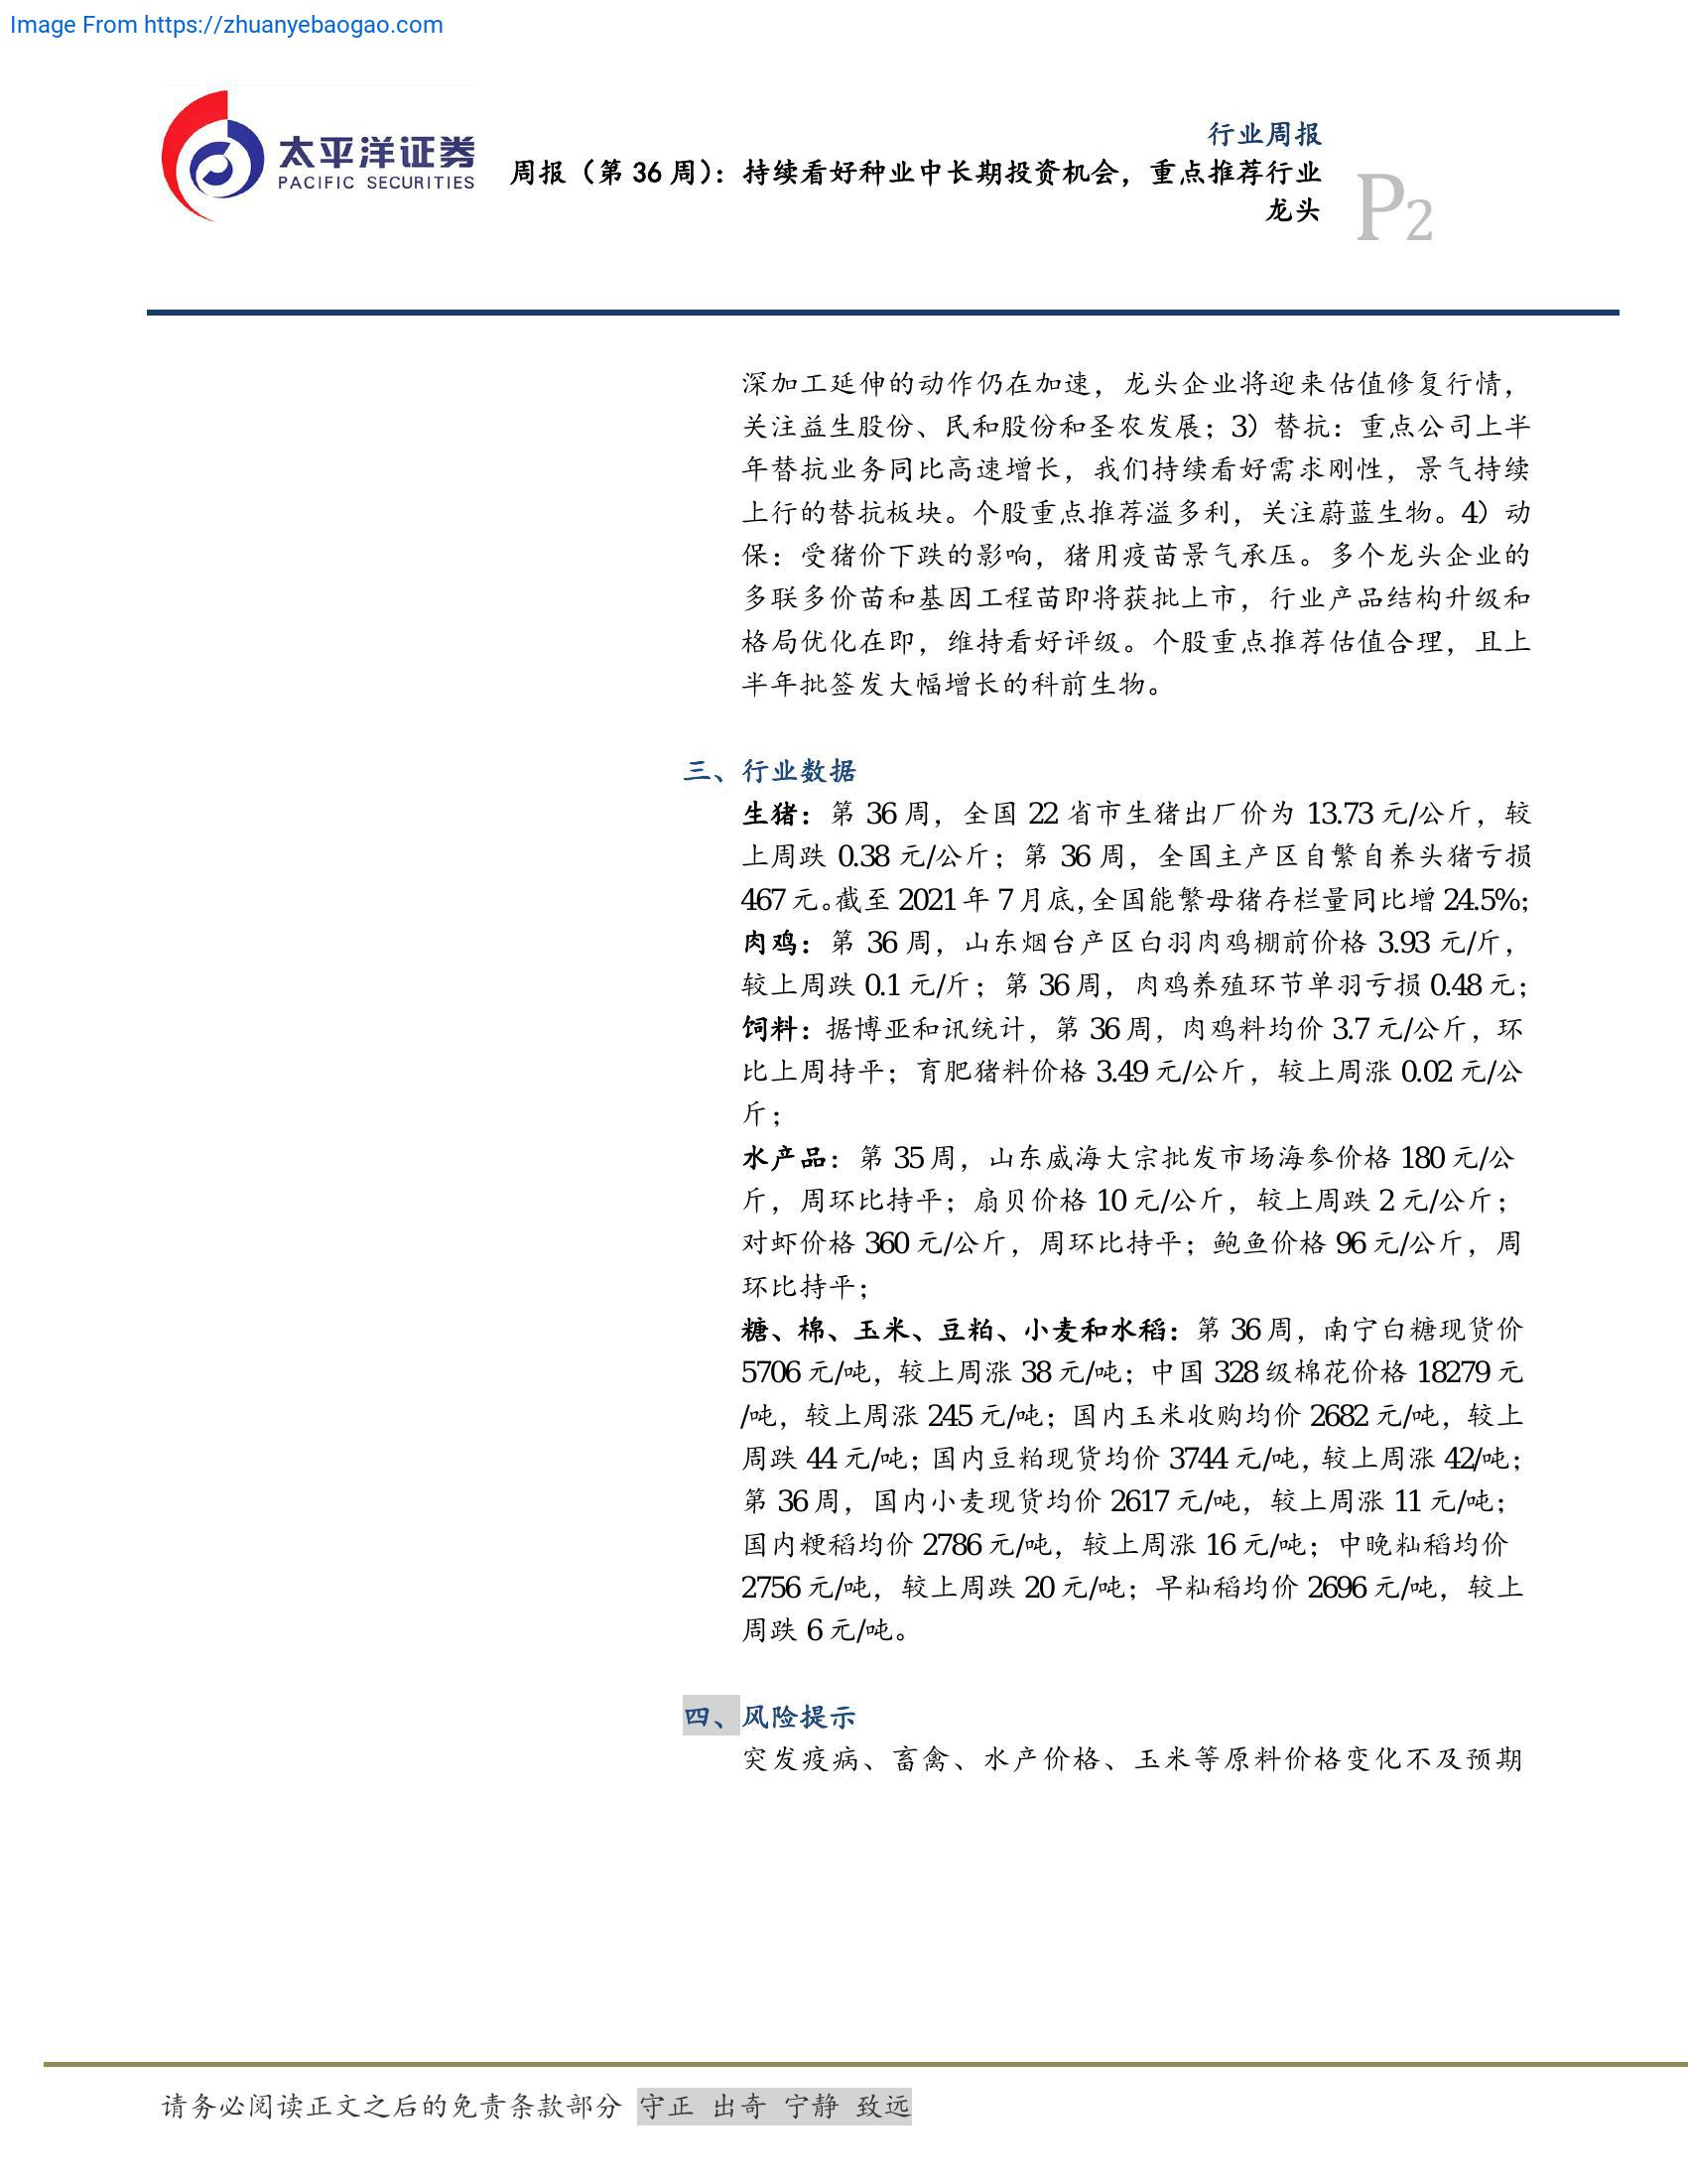 Image From https://zhuanyebaogao.com
太平洋证券
PACIFIC SECURITIES
行业周报
周报（第 36 周）：持续看好种业中长期投资机会，重点推荐行业
龙头
P2
深加工延伸的动作仍在加速，龙头企业将迎来估值修复行情，
关注益生股份、民和股份和圣农发展；3）替抗：重点公司上半
年替抗业务同比高速增长，我们持续看好需求刚性，景气持续
上行的替抗板块。个股重点推荐溢多利，关注蔚蓝生物。4）动
保：受猪价下跌的影响，猪用疫苗景气承压。多个龙头企业的
多联多价苗和基因工程苗即将获批上市，行业产品结构升级和
格局优化在即，维持看好评级。个股重点推荐估值合理，且上
半年批签发大幅增长的科前生物。
三、行业数据
生猪：第 36 周，全国 22 省市生猪出厂价为 13.73 元/公斤，较
上周跌 0.38 元/公斤；第 36 周，全国主产区自繁自养头猪亏损
467 元。截至 2021 年 7 月底，全国能繁母猪存栏量同比增 24.5%；
肉鸡：第 36 周，山东烟台产区白羽肉鸡棚前价格 3.93 元/斤，
较上周跌 0.1 元/斤；第 36 周，肉鸡养殖环节单羽亏损 0.48 元；
饲料：据博亚和讯统计，第 36 周，肉鸡料均价 3.7 元/公斤，环
比上周持平；育肥猪料价格 3.49 元/公斤，较上周涨 0.02 元/公
斤；
水产品：第 35 周，山东威海大宗批发市场海参价格 180 元/公
斤，周环比持平；扇贝价格 10 元/公斤，较上周跌 2 元/公斤；
对虾价格 360 元/公斤，周环比持平；鲍鱼价格 96 元/公斤，周
环比持平；
糖、棉、玉米、豆粕、小麦和水稻：第 36 周，南宁白糖现货价
5706 元/吨，较上周涨 38 元/吨；中国 328 级棉花价格 18279 元
/吨，较上周涨 245 元/吨；国内玉米收购均价 2682 元/吨，较上
周跌 44 元/吨；国内豆粕现货均价 3744 元/吨，较上周涨 42/吨；
第 36 周，国内小麦现货均价 2617 元/吨，较上周涨 11 元/吨；
国内粳稻均价 2786 元/吨，较上周涨 16 元/吨；中晚籼稻均价
2756 元/吨，较上周跌 20 元/吨；早籼稻均价 2696 元/吨，较上
周跌 6 元/吨。
四、风险提示
突发疫病、畜禽、水产价格、玉米等原料价格变化不及预期
请务必阅读正文之后的免责条款部分 守正 出奇 宁静 致远